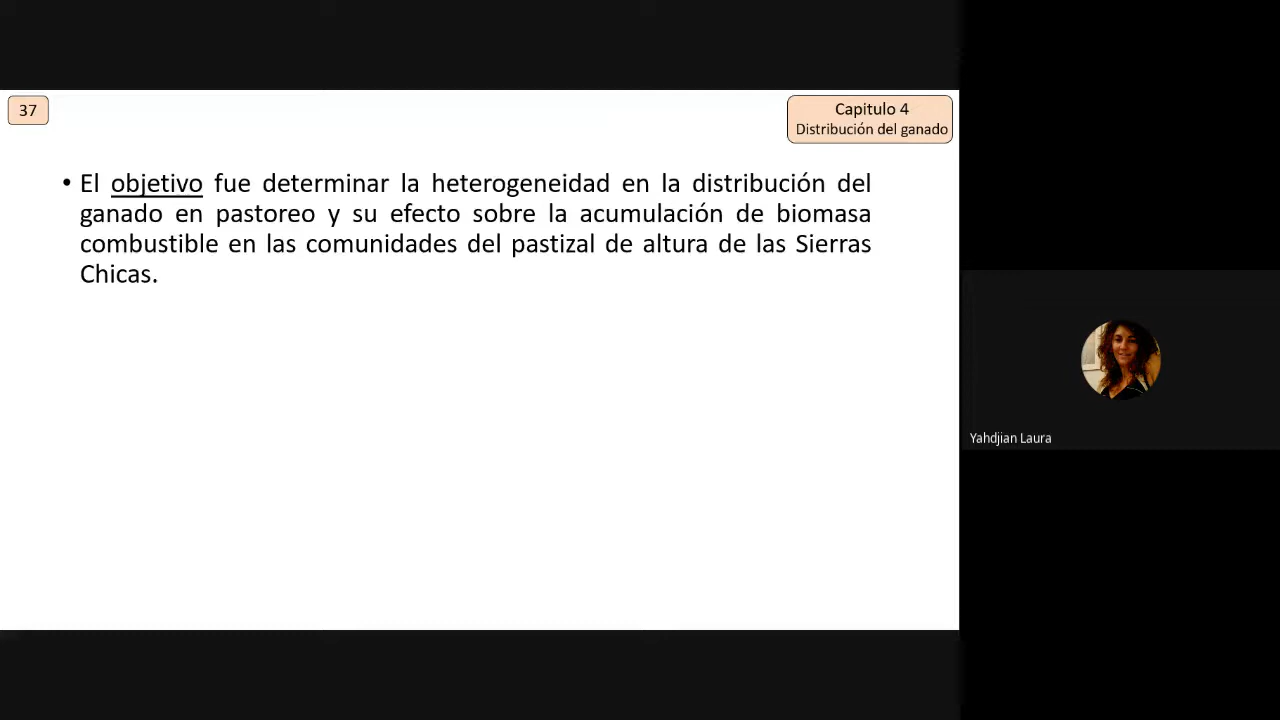 37
Capitulo 4
Distribución del ganado
• El objetivo fue determinar la heterogeneidad en la distribución del
ganado en pastoreo y su efecto sobre la acumulación de biomasa
combustible en las comunidades del pastizal de altura de las Sierras
Chicas.
Yahdjian Laura